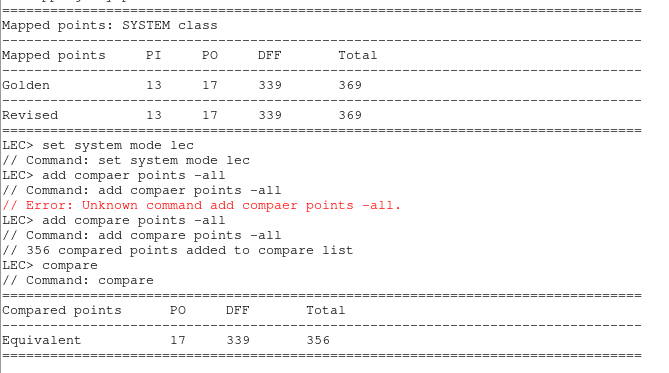 ================================================================================
Mapped points: SYSTEM class
--------------------------------------------------------------------------------
Mapped points     PI     PO     DFF       Total
--------------------------------------------------------------------------------
Golden            13     17     339       369
--------------------------------------------------------------------------------
Revised           13     17     339       369
================================================================================
LEC> set system mode lec
// Command: set system mode lec
LEC> add compaer points -all
// Command: add compaer points -all
// Error: Unknown command add compaer points -all.
LEC> add compare points -all
// Command: add compare points -all
// 356 compared points added to compare list
LEC> compare
// Command: compare
================================================================================
Compared points      PO     DFF       Total
--------------------------------------------------------------------------------
Equivalent           17     339       356
================================================================================